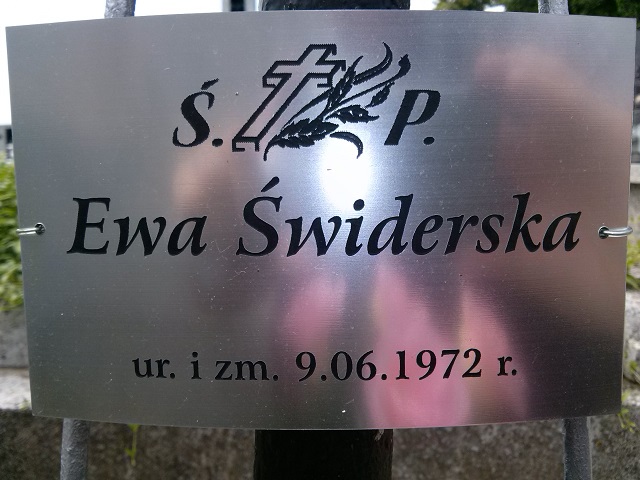 Ś. P.
Ewa Świderska
ur. i zm. 9.06.1972 r.